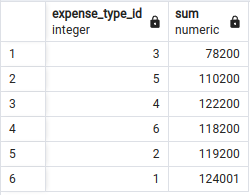 expense_type_id sum
integer numeric
1 3 78200
2 5 110200
3 4 122200
4 6 118200
5 2 119200
6 1 124001